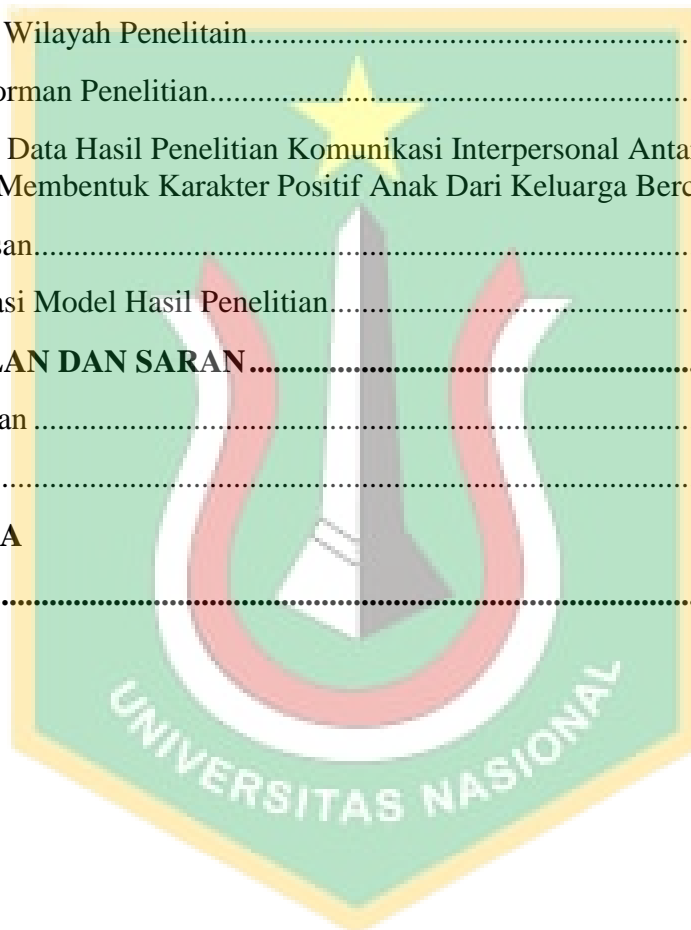 Wilayah Penelitain........................................................................
orman Penelitian...............................................................................
Data Hasil Penelitian Komunikasi Interpersonal Anta
Membentuk Karakter Positif Anak Dari Keluarga Berc
san...........................................................................................................
asi Model Hasil Penelitian...........................................................
LAN DAN SARAN.......................................................................
an ..........................................................................................................
................................................................................................................
A
................................................................................................................
UNIVERSITAS NASIONAL